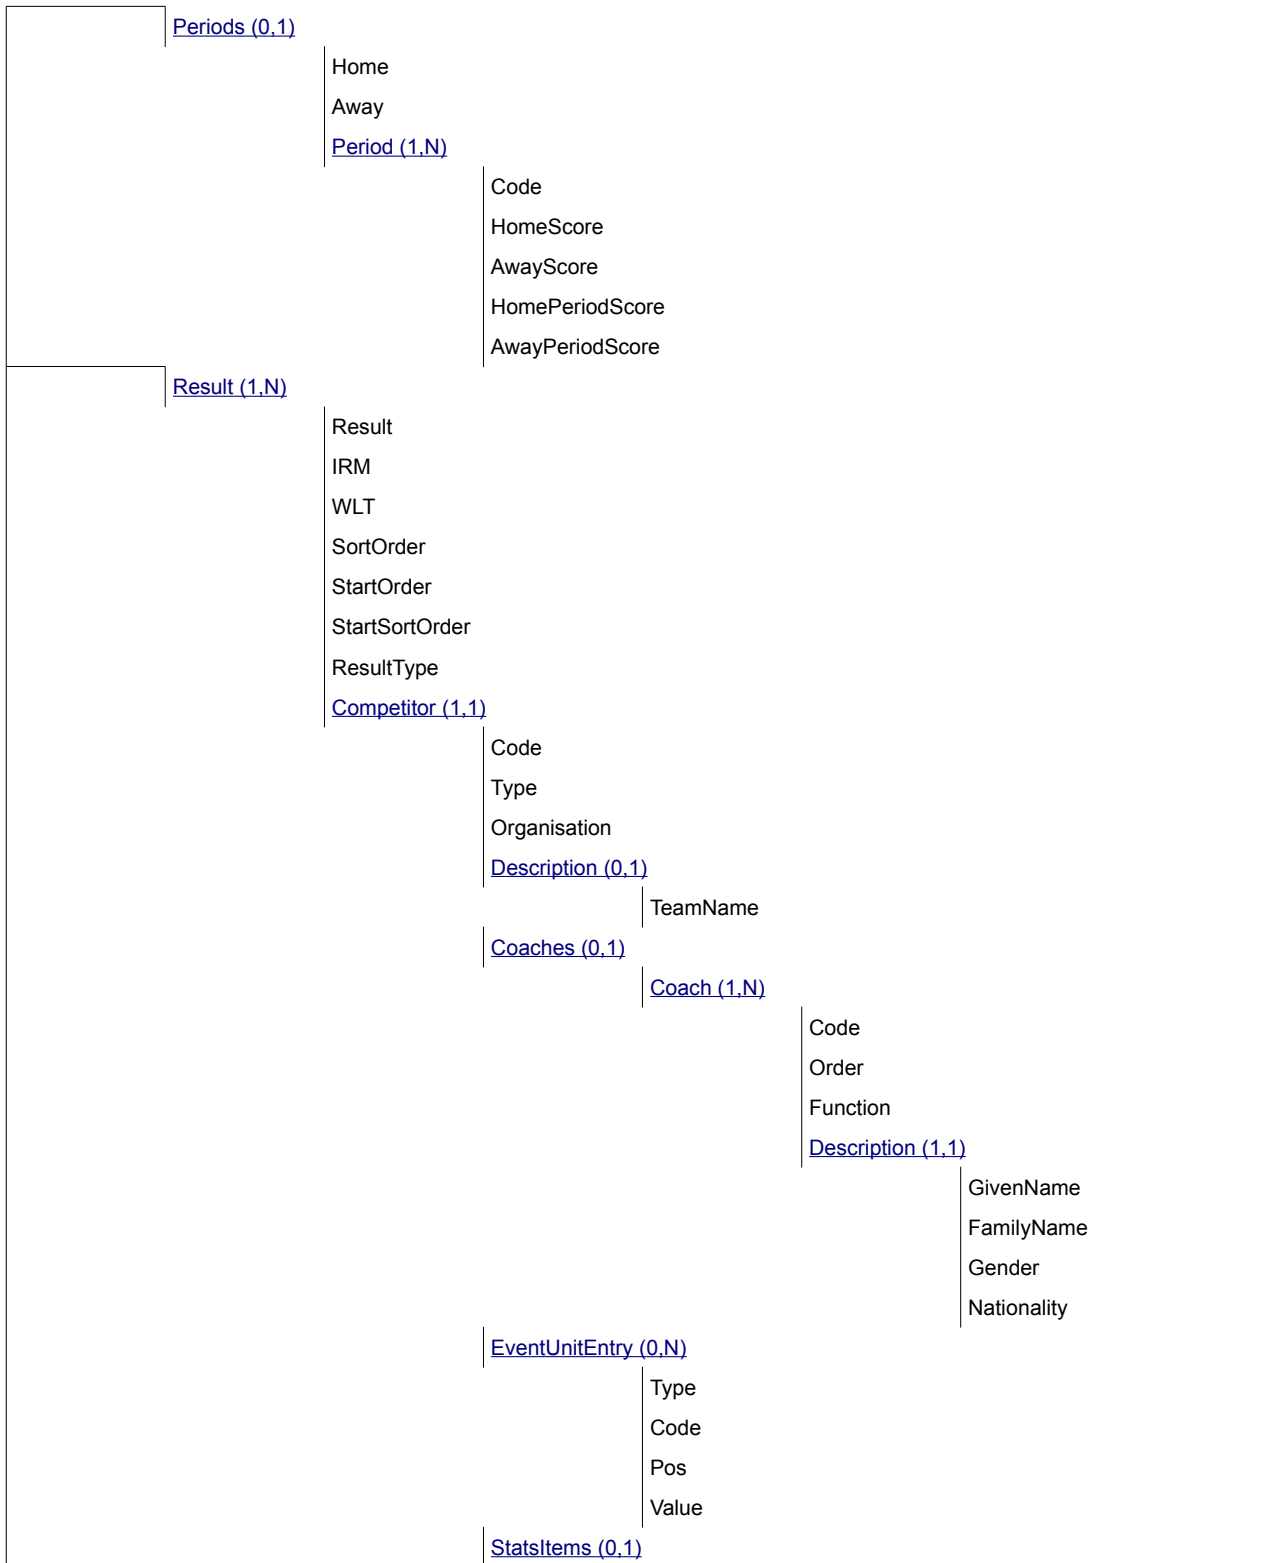 Periods (0,1)
Home
Away
Period (1,N)
Code
HomeScore
AwayScore
HomePeriodScore
AwayPeriodScore
Result (1,N)
Result
IRM
WLT
SortOrder
StartOrder
StartSortOrder
ResultType
Competitor (1,1)
Code
Type
Organisation
Description (0,1)
TeamName
Coaches (0,1)
Coach (1,N)
Code
Order
Function
Description (1,1)
GivenName
FamilyName
Gender
Nationality
EventUnitEntry (0,N)
Type
Code
Pos
Value
StatsItems (0,1)